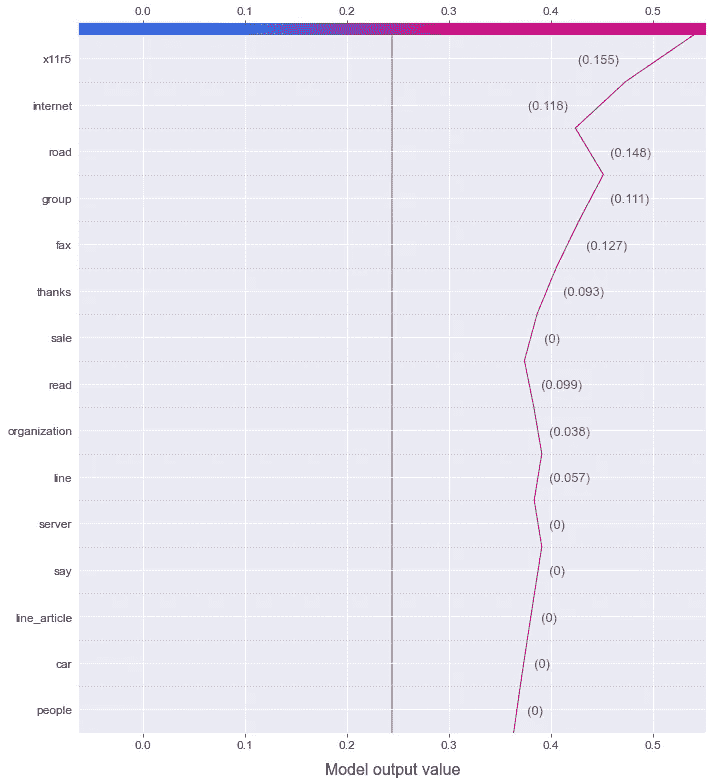 0.0 0.1 0.2 0.3 0.4 0.5
x11r5 (0.155)
internet (0.118)
road (0.148)
group (0.111)
fax (0.127)
thanks (0.093)
sale (0)
read (0.099)
organization (0.038)
line (0.057)
server (0)
say (0)
line_article (0)
car (0)
people (0)
0.0 0.1 0.2 0.3 0.4 0.5
Model output value